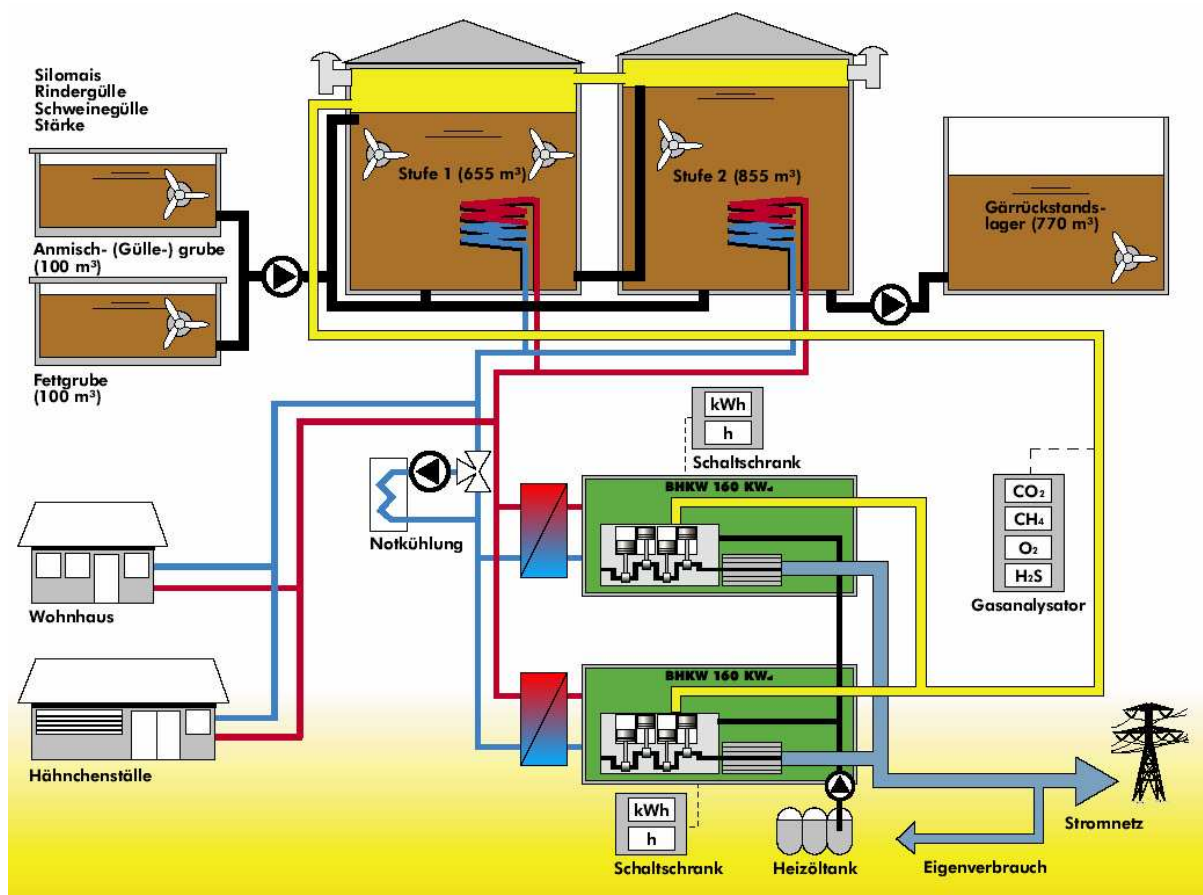 Silomais
Rindergülle
Schweinegülle
Stärke
Stufe 1 (655 m³)
Stufe 2 (855 m³)
Gärrückstands-
lager (770 m³)
Anmisch- (Gülle-) grube
(100 m³)
Fettgrube
(100 m³)
kWh
h
Schaltschrank
BHKW 160 KWel
Notkühlung
CO₂
CH₄
O₂
H₂S
Gasanalysator
Wohnhaus
BHKW 160 KWel
Hähnchenställe
kWh
h
Schaltschrank
Heizöltank
Eigenverbrauch
Stromnetz